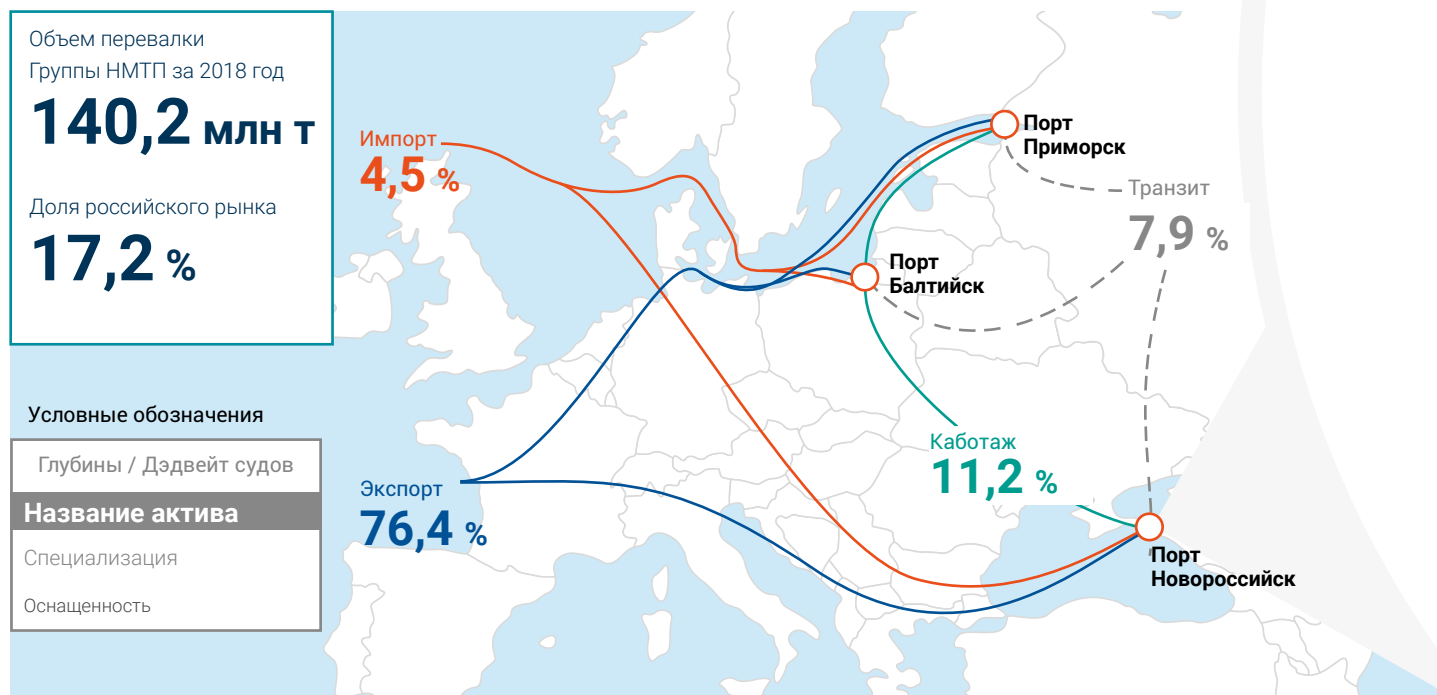 Объем перевалки
Группы НМТП за 2018 год
140,2 млн т
Доля российского рынка
17,2 %
Импорт
4,5 %
Порт
Приморск
Транзит
7,9 %
Порт
Балтийск
Условные обозначения
Глубины / Дэдвейт судов
Название актива
Специализация
Оснащенность
Экспорт
76,4 %
Каботаж
11,2 %
Порт
Новороссийск